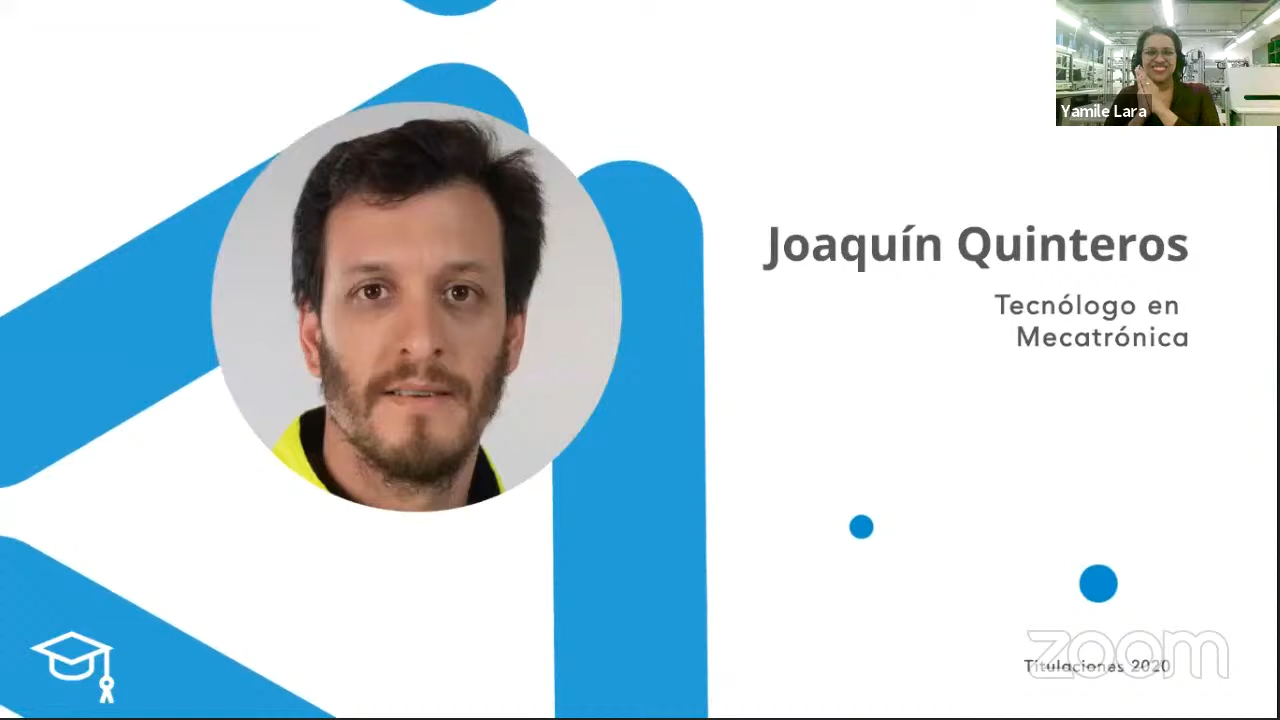 Yamile Lara
Joaquín Quinteros
Tecnólogo en
Mecatrónica
zoom
Titulaciones 2020